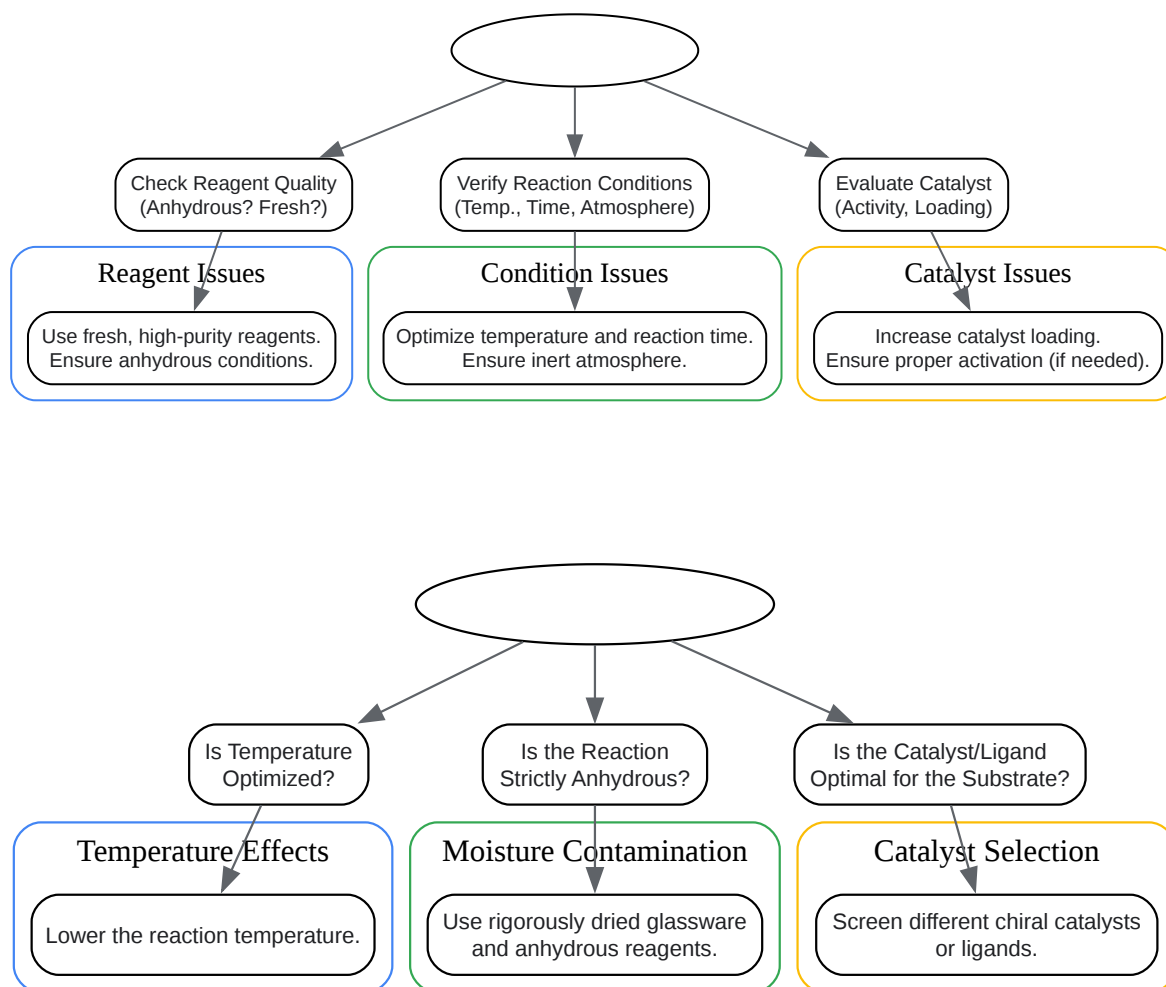 Check Reagent Quality
(Anhydrous? Fresh?)
Verify Reaction Conditions
(Temp., Time, Atmosphere)
Evaluate Catalyst
(Activity, Loading)
Reagent Issues
Condition Issues
Catalyst Issues
Use fresh, high-purity reagents.
Ensure anhydrous conditions.
Optimize temperature and reaction time.
Ensure inert atmosphere.
Increase catalyst loading.
Ensure proper activation (if needed).
Is Temperature
Optimized?
Is the Reaction
Strictly Anhydrous?
Is the Catalyst/Ligand
Optimal for the Substrate?
Temperature Effects
Moisture Contamination
Catalyst Selection
Lower the reaction temperature.
Use rigorously dried glassware
and anhydrous reagents.
Screen different chiral catalysts
or ligands.